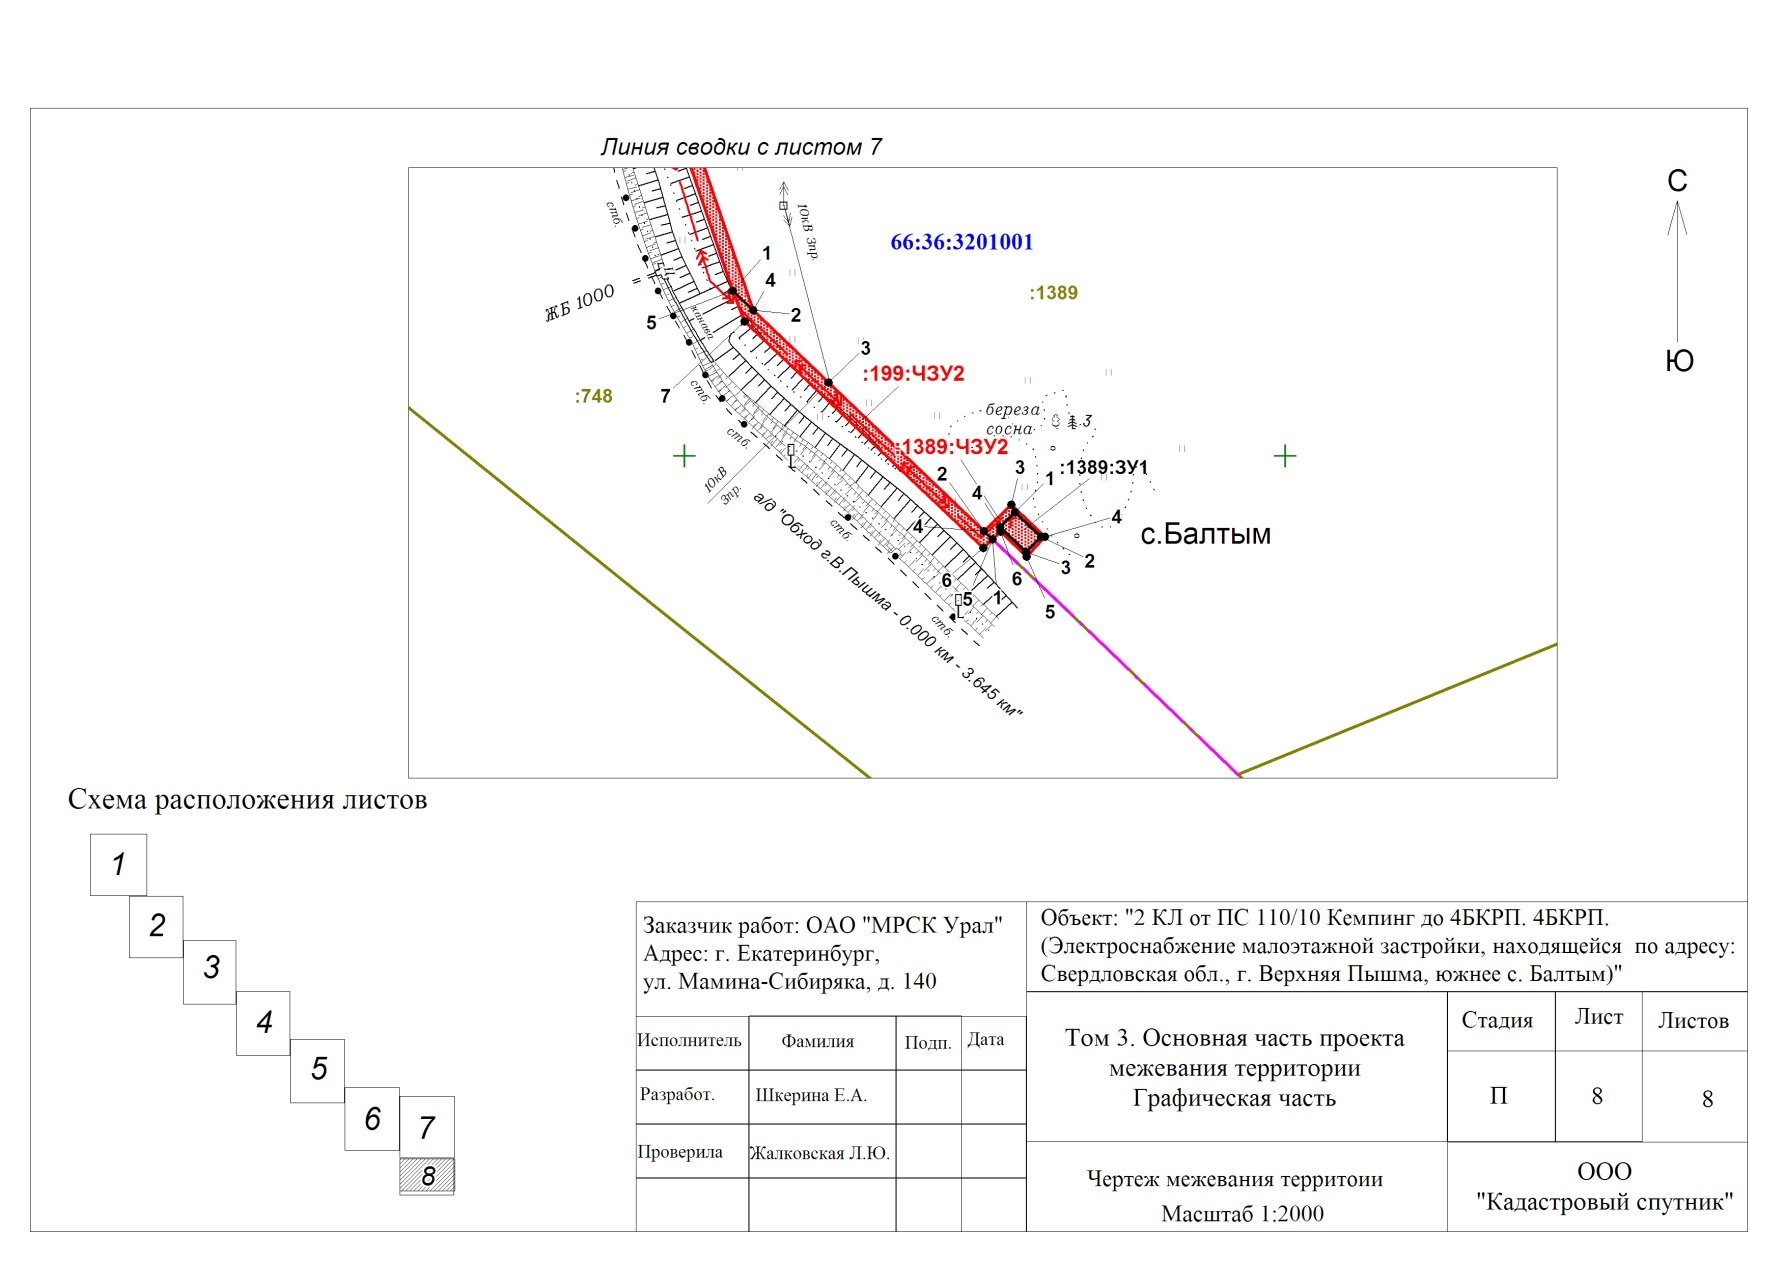 Линия сводки с листом 7
С
Ю
стб.
10кВ 3пр.
66:36:3201001
:1389
ЖБ 1000
канава
1
4
2
5
3
:199:ЧЗУ2
7
:748
стб.
береза
сосна
3
стб.
:1389:ЧЗУ2
10кВ
3пр.
2
4
3
1
:1389:ЗУ1
4
4
с.Балтым
стб.
а/д "Обход г.В.Пышма - 0.000 км - 3.645 км"
6
5
1
6
3
2
5
стб.
Схема расположения листов
1
2
3
4
5
6
7
8
Заказчик работ: ОАО "МРСК Урал"
Адрес: г. Екатеринбург,
ул. Мамина-Сибиряка, д. 140
Объект: "2 КЛ от ПС 110/10 Кемпинг до 4БКРП. 4БКРП.
(Электроснабжение малоэтажной застройки, находящейся по адресу:
Свердловская обл., г. Верхняя Пышма, южнее с. Балтым)"
Исполнитель Фамилия Подп. Дата
Разработ. Шкерина Е.А.
Проверила Жалковская Л.Ю.
Том 3. Основная часть проекта
межевания территории
Графическая часть
Стадия Лист Листов
П 8 8
Чертеж межевания территоии
Масштаб 1:2000
ООО
"Кадастровый спутник"